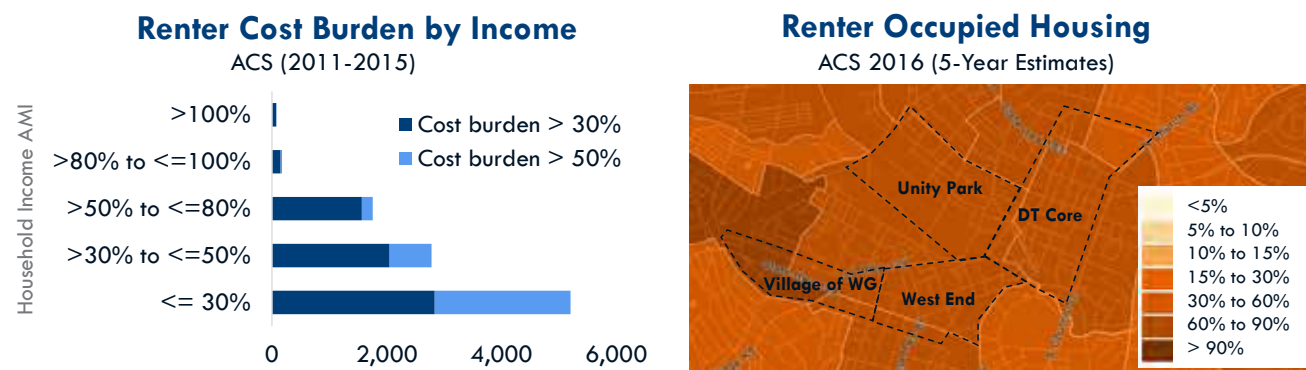 Renter Cost Burden by Income
ACS (2011-2015)
Household Income AMI
>100%
>80% to <=100%
>50% to <=80%
>30% to <=50%
<= 30%
0
2,000
4,000
6,000
Cost burden > 30%
Cost burden > 50%
Renter Occupied Housing
ACS 2016 (5-Year Estimates)
Unity Park
DT Core
Village of WG
West End
<5%
5% to 10%
10% to 15%
15% to 30%
30% to 60%
60% to 90%
> 90%